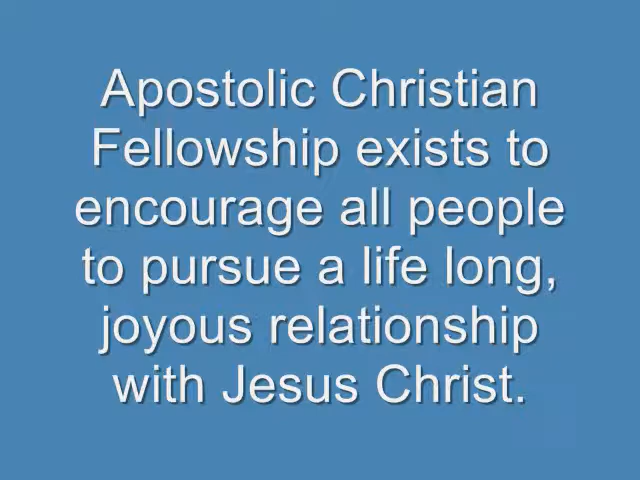 Apostolic Christian
Fellowship exists to
encourage all people
to pursue a life long,
joyous relationship
with Jesus Christ.